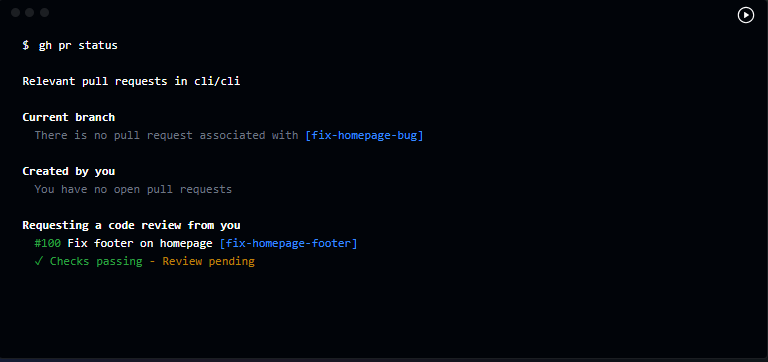 $ gh pr status
Relevant pull requests in cli/cli
Current branch
There is no pull request associated with [fix-homepage-bug]
Created by you
You have no open pull requests
Requesting a code review from you
#100 Fix footer on homepage [fix-homepage-footer]
✓ Checks passing - Review pending